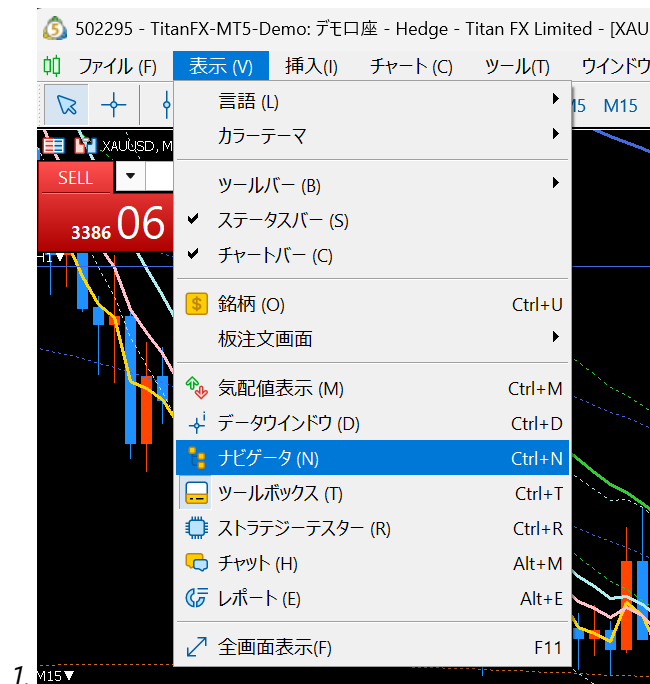 502295 - TitanFX-MT5-Demo: デモ口座 - Hedge - Titan FX Limited - [XAU
ファイル (F) 表示 (V) 挿入(I) チャート (C) ツール(T) ウインドウ
M15
言語 (L)
カラーテーマ
XAUUSD, M
SELL
ツールバー (B)
3386 06
ステータスバー (S)
チャートバー (C)
H1▼
銘柄 (O) Ctrl+U
板注文画面
気配値表示 (M) Ctrl+M
データウインドウ (D) Ctrl+D
ナビゲータ (N) Ctrl+N
ツールボックス (T) Ctrl+T
ストラテジーテスター (R) Ctrl+R
チャット (H) Alt+M
レポート (E) Alt+E
全画面表示(F) F11
1.
M15▼